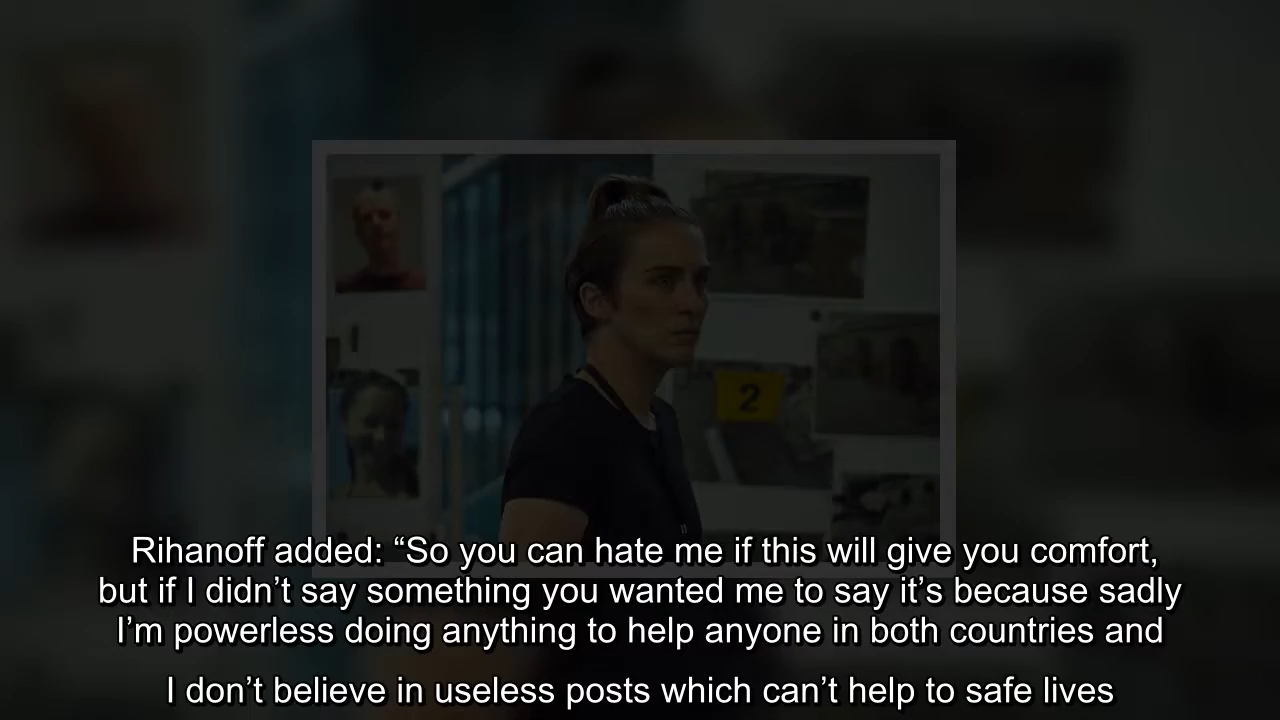 2
Rihanoff added: “So you can hate me if this will give you comfort,
but if I didn’t say something you wanted me to say it’s because sadly
I’m powerless doing anything to help anyone in both countries and
I don’t believe in useless posts which can’t help to safe lives